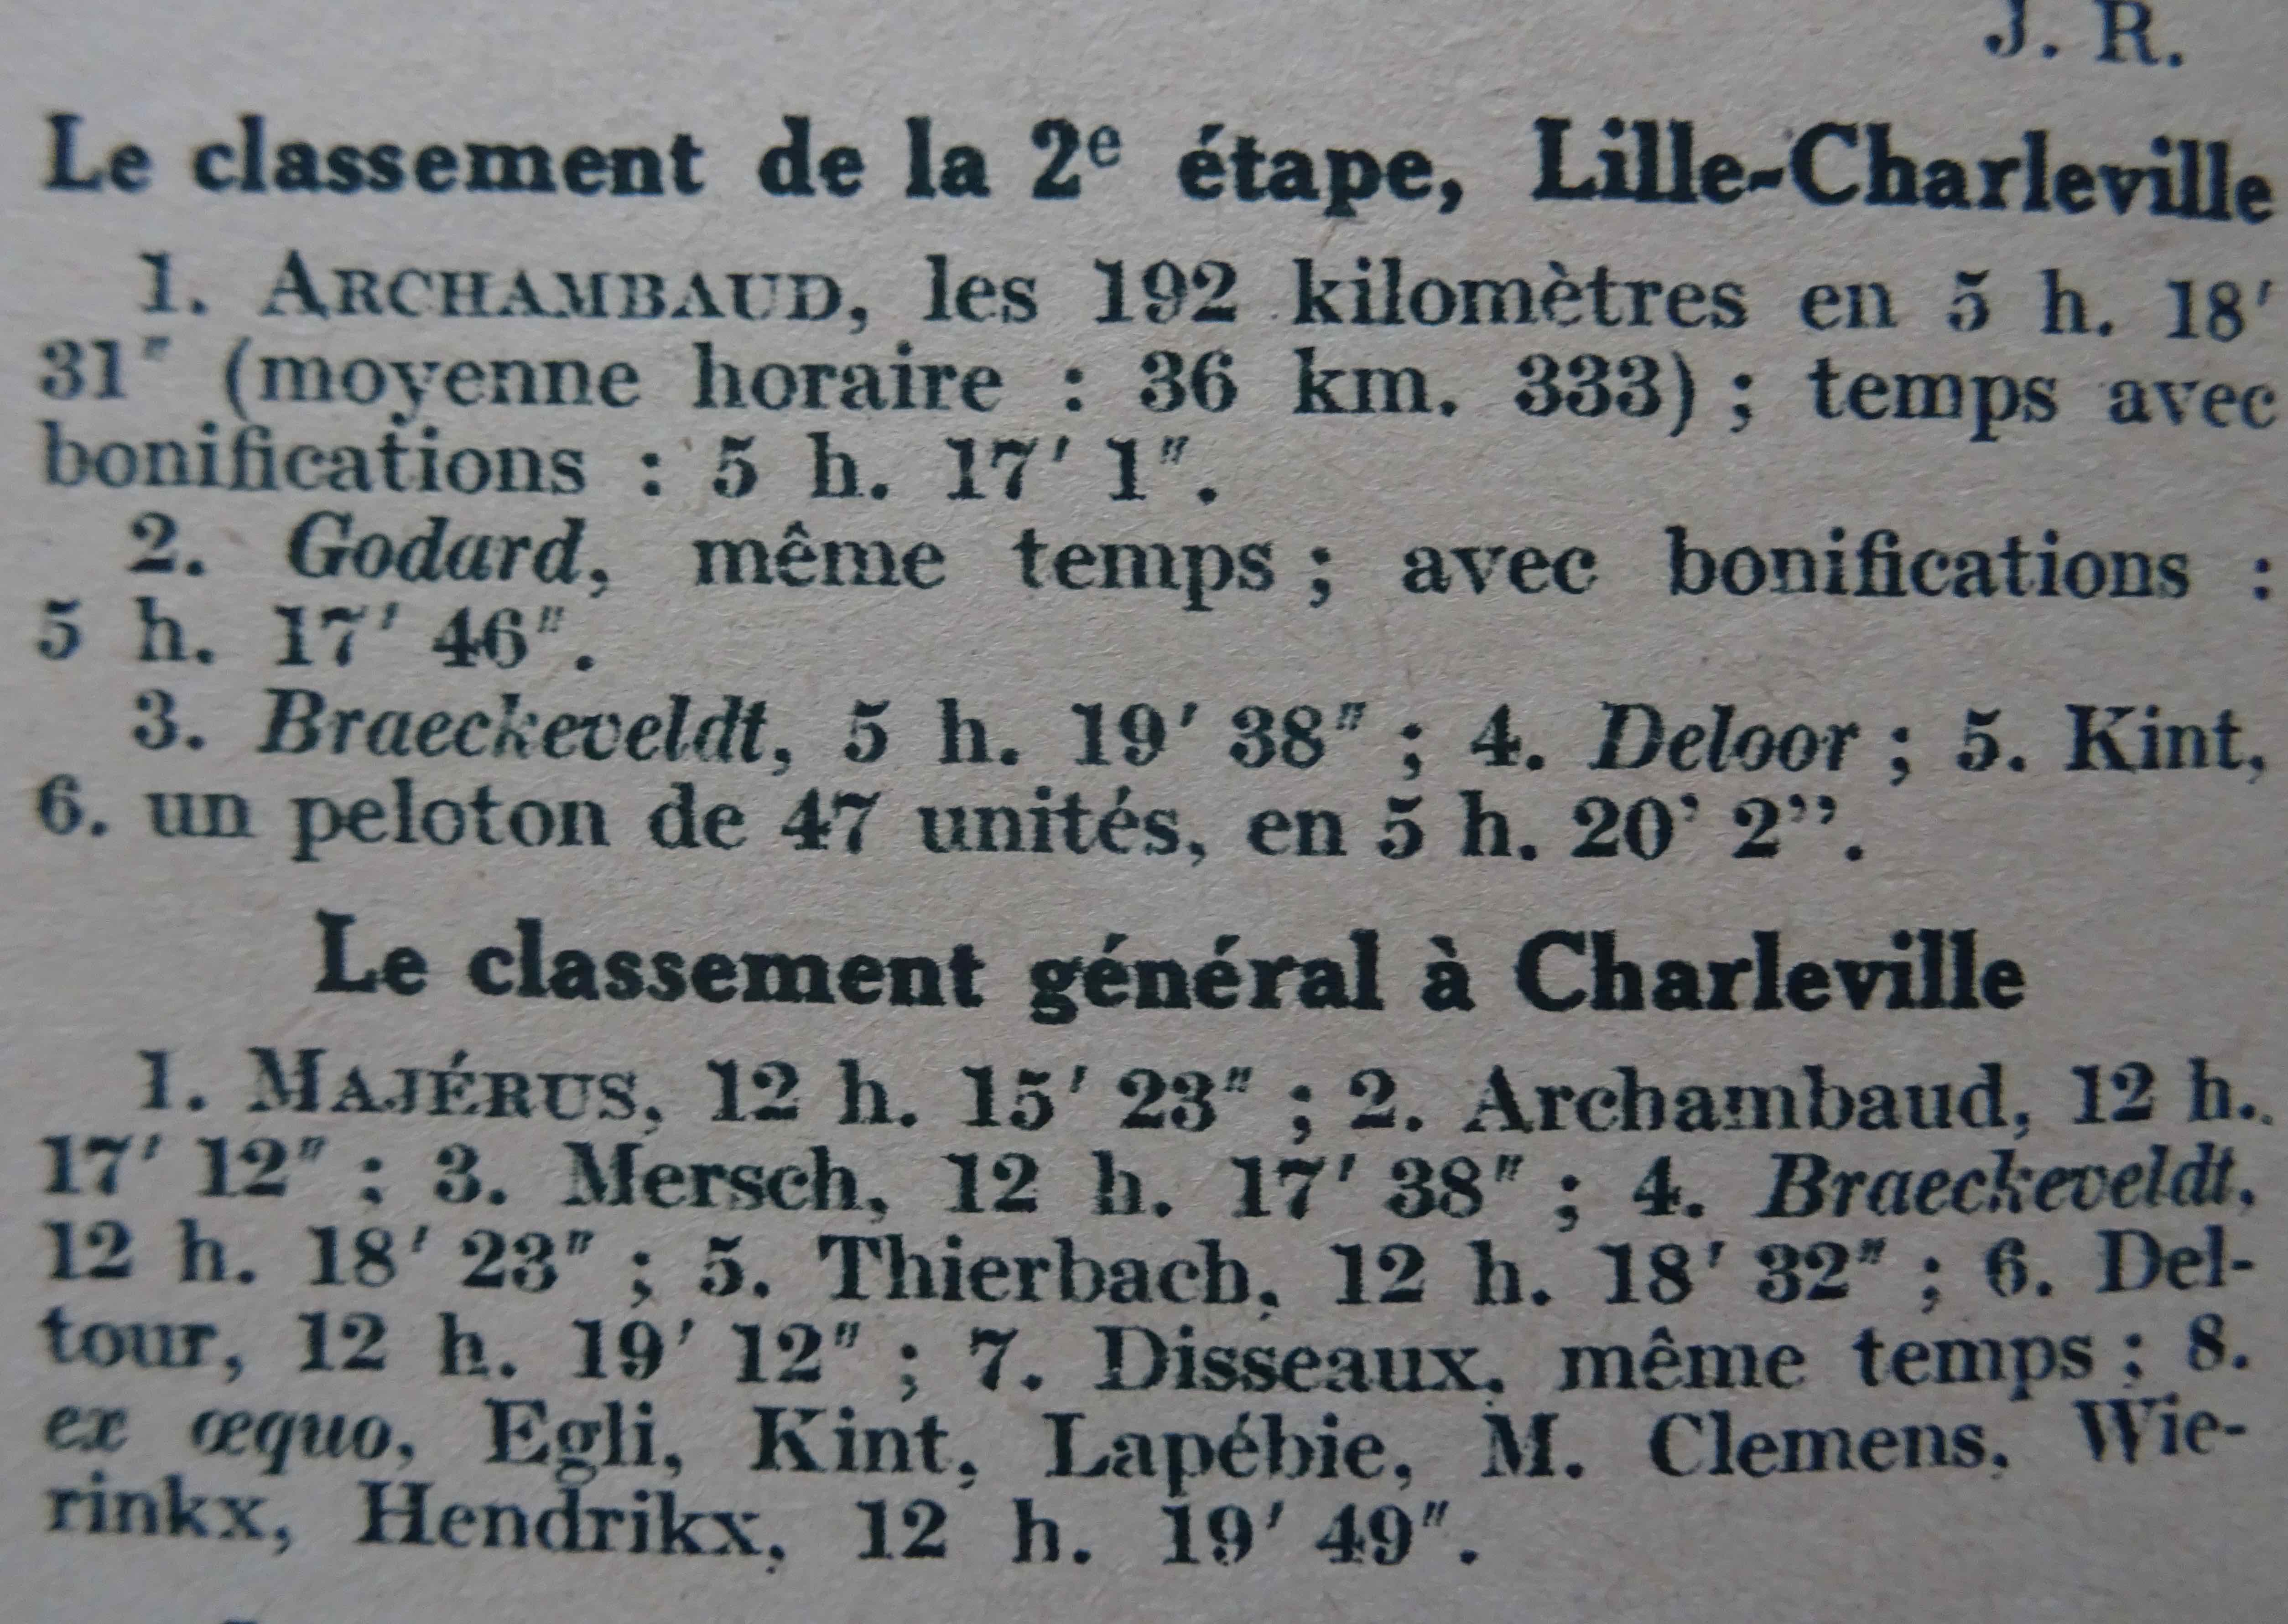 J. R.
Le classement de la 2e étape, Lille-Charleville
1. ARCHAMBAUD, les 192 kilomètres en 5 h. 18'
31" (moyenne horaire : 36 km. 333) ; temps avec
bonifications : 5 h. 17' 1".
2. Godard, même temps ; avec bonifications :
5 h. 17' 46".
3. Braeckeveldt, 5 h. 19' 38" ; 4. Deloor ; 5. Kint,
6. un peloton de 47 unités, en 5 h. 20' 2".
Le classement général à Charleville
1. MAJÉRUS, 12 h. 15' 23" ; 2. Archambaud, 12 h.
17' 12" ; 3. Mersch, 12 h. 17' 38" ; 4. Braeckeveldt,
12 h. 18' 23" ; 5. Thierbach, 12 h. 18' 32" ; 6. Del-
tour, 12 h. 19' 12" ; 7. Disseaux, même temps ; 8.
ex œquo, Egli, Kint, Lapébie, M. Clemens, Wie-
rinkx, Hendrikx, 12 h. 19' 49".